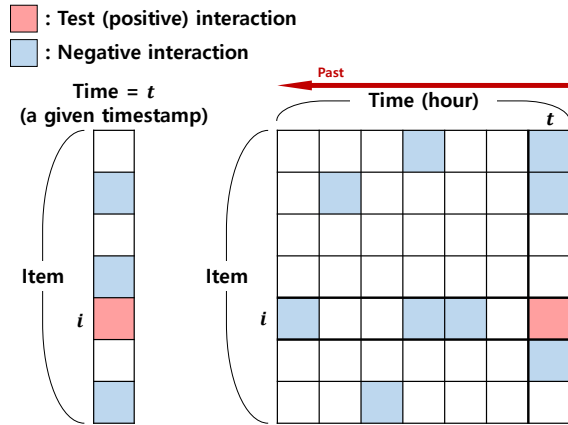 : Test (positive) interaction
: Negative interaction
Past
Time = t
(a given timestamp)
Time (hour)
t
Item
i
Item
i